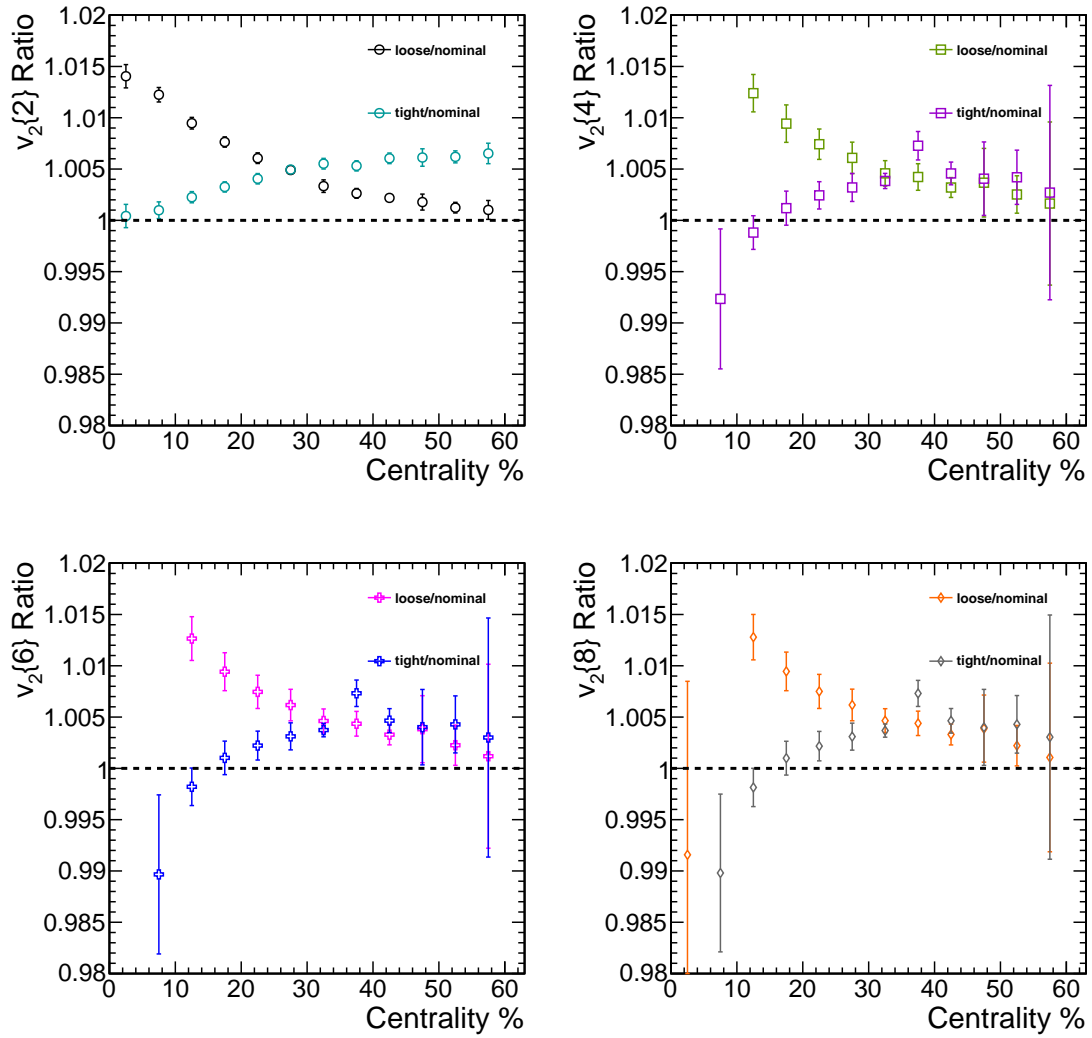 v2{2} Ratio
1.02
1.015
1.01
1.005
1
0.995
0.99
0.985
0.98
loose/nominal
tight/nominal
0 10 20 30 40 50 60
Centrality %
v2{4} Ratio
1.02
1.015
1.01
1.005
1
0.995
0.99
0.985
0.98
loose/nominal
tight/nominal
0 10 20 30 40 50 60
Centrality %
v2{6} Ratio
1.02
1.015
1.01
1.005
1
0.995
0.99
0.985
0.98
loose/nominal
tight/nominal
0 10 20 30 40 50 60
Centrality %
v2{8} Ratio
1.02
1.015
1.01
1.005
1
0.995
0.99
0.985
0.98
loose/nominal
tight/nominal
0 10 20 30 40 50 60
Centrality %